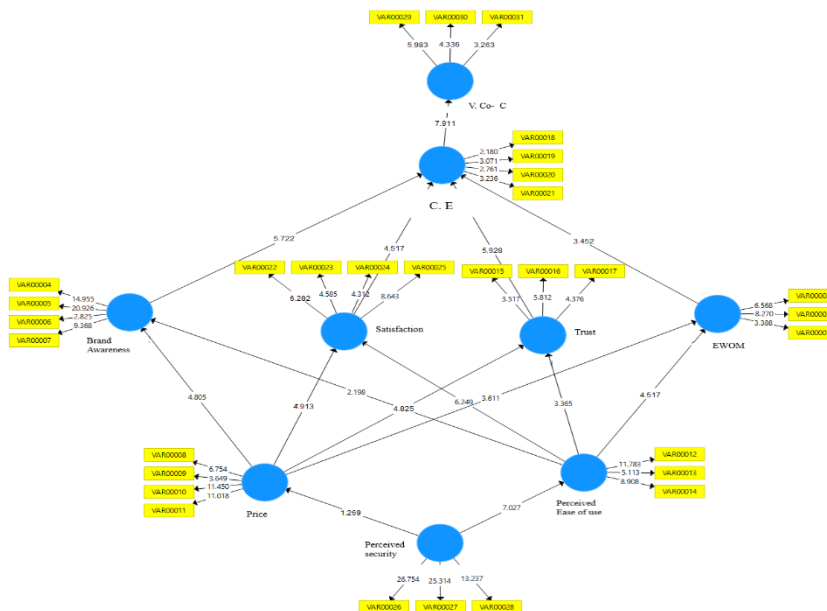 VAR00029 VAR00030 VAR00031
5.983 4.336 3.263
V. Co- C
7.911
VAR00018
2.180
VAR00019
3.071
VAR00020
2.761
VAR00021
3.236
C. E
5.722
4.517
5.928
3.452
VAR00022 VAR00023 VAR00024 VAR00025
6.282 4.585 4.312 8.643
Satisfaction
VAR00015 VAR00016 VAR00017
3.517 5.812 4.376
Trust
VAR00004
14.955
VAR00005
20.926
VAR00006
2.825
VAR00007
9.368
Brand
Awareness
6.568
8.270
3.388
EWOM
4.805
4.913
4.825
2.198
6.249
3.611
3.365
4.517
VAR00008
6.754
VAR00009
3.649
VAR00010
11.450
VAR00011
11.018
Price
VAR00012
11.783
VAR00013
5.113
VAR00014
8.908
Perceived
Ease of use
1.269
7.027
Perceived
security
26.754 25.314 13.237
VAR00026 VAR00027 VAR00028